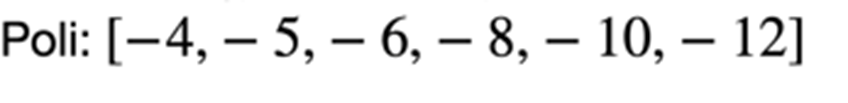 Poli: [−4, − 5, − 6, − 8, − 10, − 12]